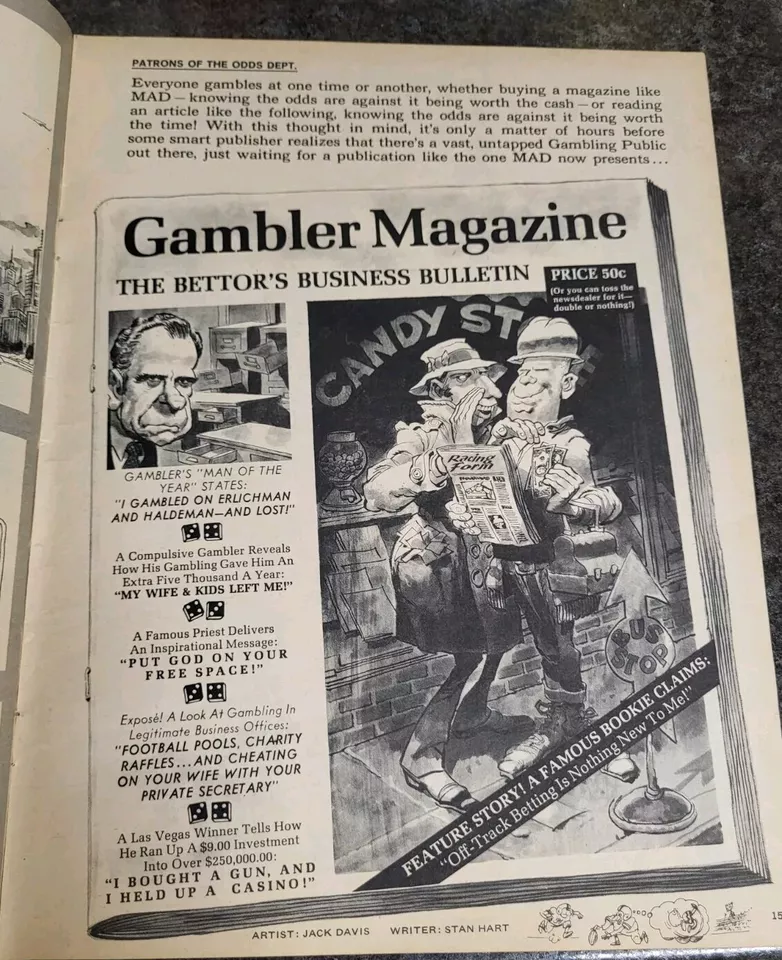 PATRONS OF THE ODDS DEPT.
Everyone gambles at one time or another, whether buying a magazine like
MAD — knowing the odds are against it being worth the cash — or reading
an article like the following, knowing the odds are against it being worth
the time! With this thought in mind, it's only a matter of hours before
some smart publisher realizes that there's a vast, untapped Gambling Public
out there, just waiting for a publication like the one MAD now presents...
Gambler Magazine
THE BETTOR'S BUSINESS BULLETIN
PRICE 50c
(Or you can toss the
newsdealer for it—
double or nothing!)
CANDY ST E
Racing
Form
BUS
STOP
GAMBLER'S "MAN OF THE
YEAR" STATES:
"I GAMBLED ON ERLICHMAN
AND HALDEMAN—AND LOST!"
A Compulsive Gambler Reveals
How His Gambling Gave Him An
Extra Five Thousand A Year:
"MY WIFE & KIDS LEFT ME!"
A Famous Priest Delivers
An Inspirational Message:
"PUT GOD ON YOUR
FREE SPACE!"
Exposé! A Look At Gambling In
Legitimate Business Offices:
"FOOTBALL POOLS, CHARITY
RAFFLES...AND CHEATING
ON YOUR WIFE WITH YOUR
PRIVATE SECRETARY"
A Las Vegas Winner Tells How
He Ran Up A $9.00 Investment
Into Over $250,000.00:
"I BOUGHT A GUN, AND
I HELD UP A CASINO!"
FEATURE STORY! A FAMOUS BOOKIE CLAIMS:
"Off-Track Betting Is Nothing New To Me!"
ARTIST: JACK DAVIS WRITER: STAN HART
15